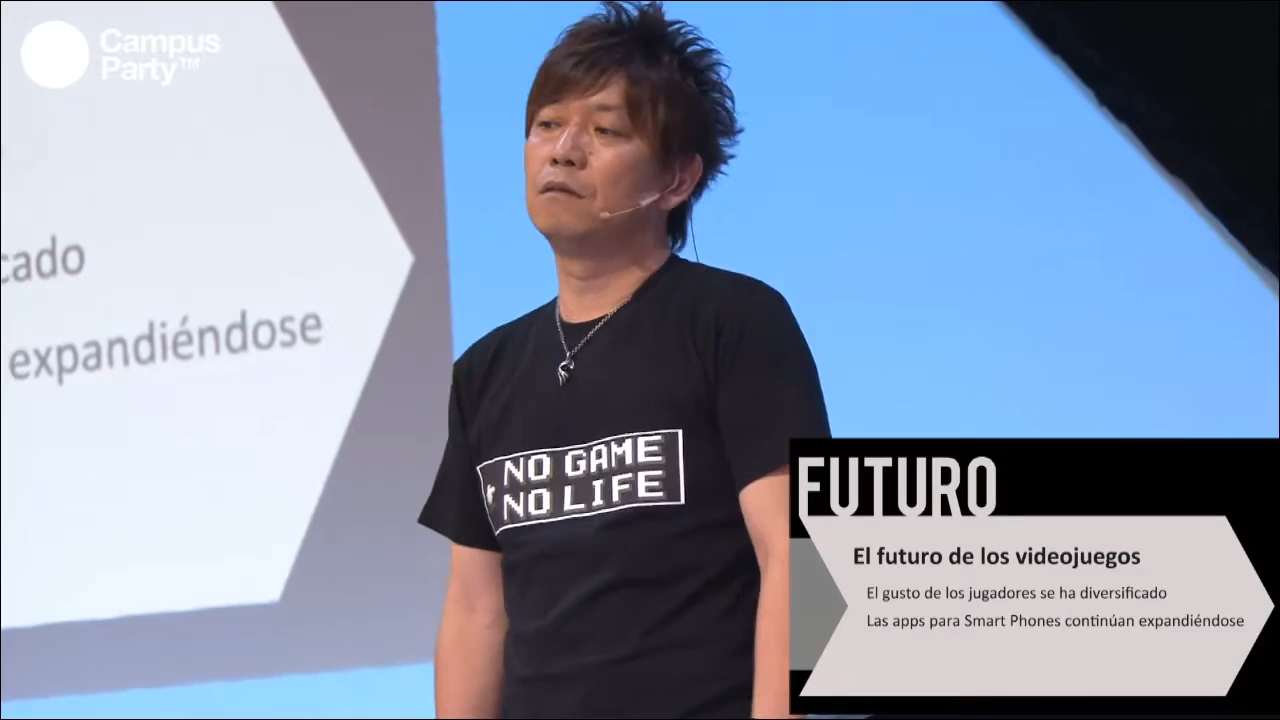 Campus
Party™
cado
expandiéndose
NO GAME
NO LIFE
FUTURO
El futuro de los videojuegos
El gusto de los jugadores se ha diversificado
Las apps para Smart Phones continúan expandiéndose